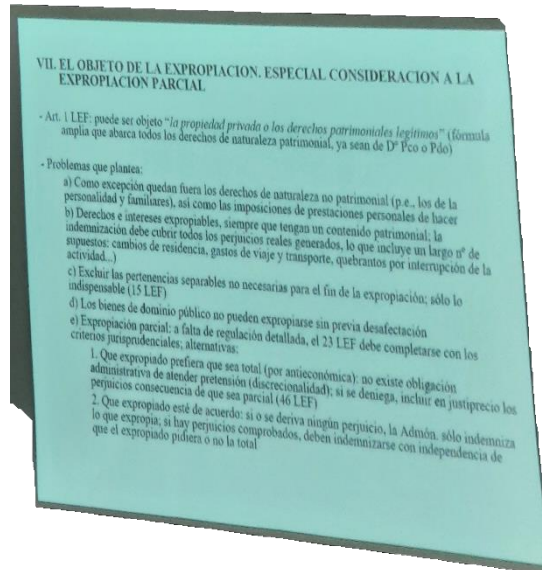 VII. EL OBJETO DE LA EXPROPIACION. ESPECIAL CONSIDERACION A LA
EXPROPIACION PARCIAL
- Art. 1 LEF: puede ser objeto "la propiedad privada o los derechos patrimoniales legítimos" (fórmula
amplia que abarca todos los derechos de naturaleza patrimonial, ya sean de Dº Pco o Pdo)
- Problemas que plantea:
a) Como excepción quedan fuera los derechos de naturaleza no patrimonial (p.e., los de la
personalidad y familiares), así como las imposiciones de prestaciones personales de hacer
b) Derechos e intereses expropiables, siempre que tengan un contenido patrimonial; la
indemnización debe cubrir todos los perjuicios reales generados, lo que incluye un largo nº de
supuestos: cambios de residencia, gastos de viaje y transporte, quebrantos por interrupción de la
actividad...)
c) Excluir las pertenencias separables no necesarias para el fin de la expropiación; sólo lo
indispensable (15 LEF)
d) Los bienes de dominio público no pueden expropiarse sin previa desafectación
e) Expropiación parcial: a falta de regulación detallada, el 23 LEF debe completarse con los
criterios jurisprudenciales; alternativas:
1. Que expropiado prefiera que sea total (por antieconómica): no existe obligación
administrativa de atender pretensión (discrecionalidad); si se deniega, incluir en justiprecio los
perjuicios consecuencia de que sea parcial (46 LEF)
2. Que expropiado esté de acuerdo: si o se deriva ningún perjuicio, la Admón. sólo indemniza
lo que expropia; si hay perjuicios comprobados, deben indemnizarse con independencia de
que el expropiado pidiera o no la total